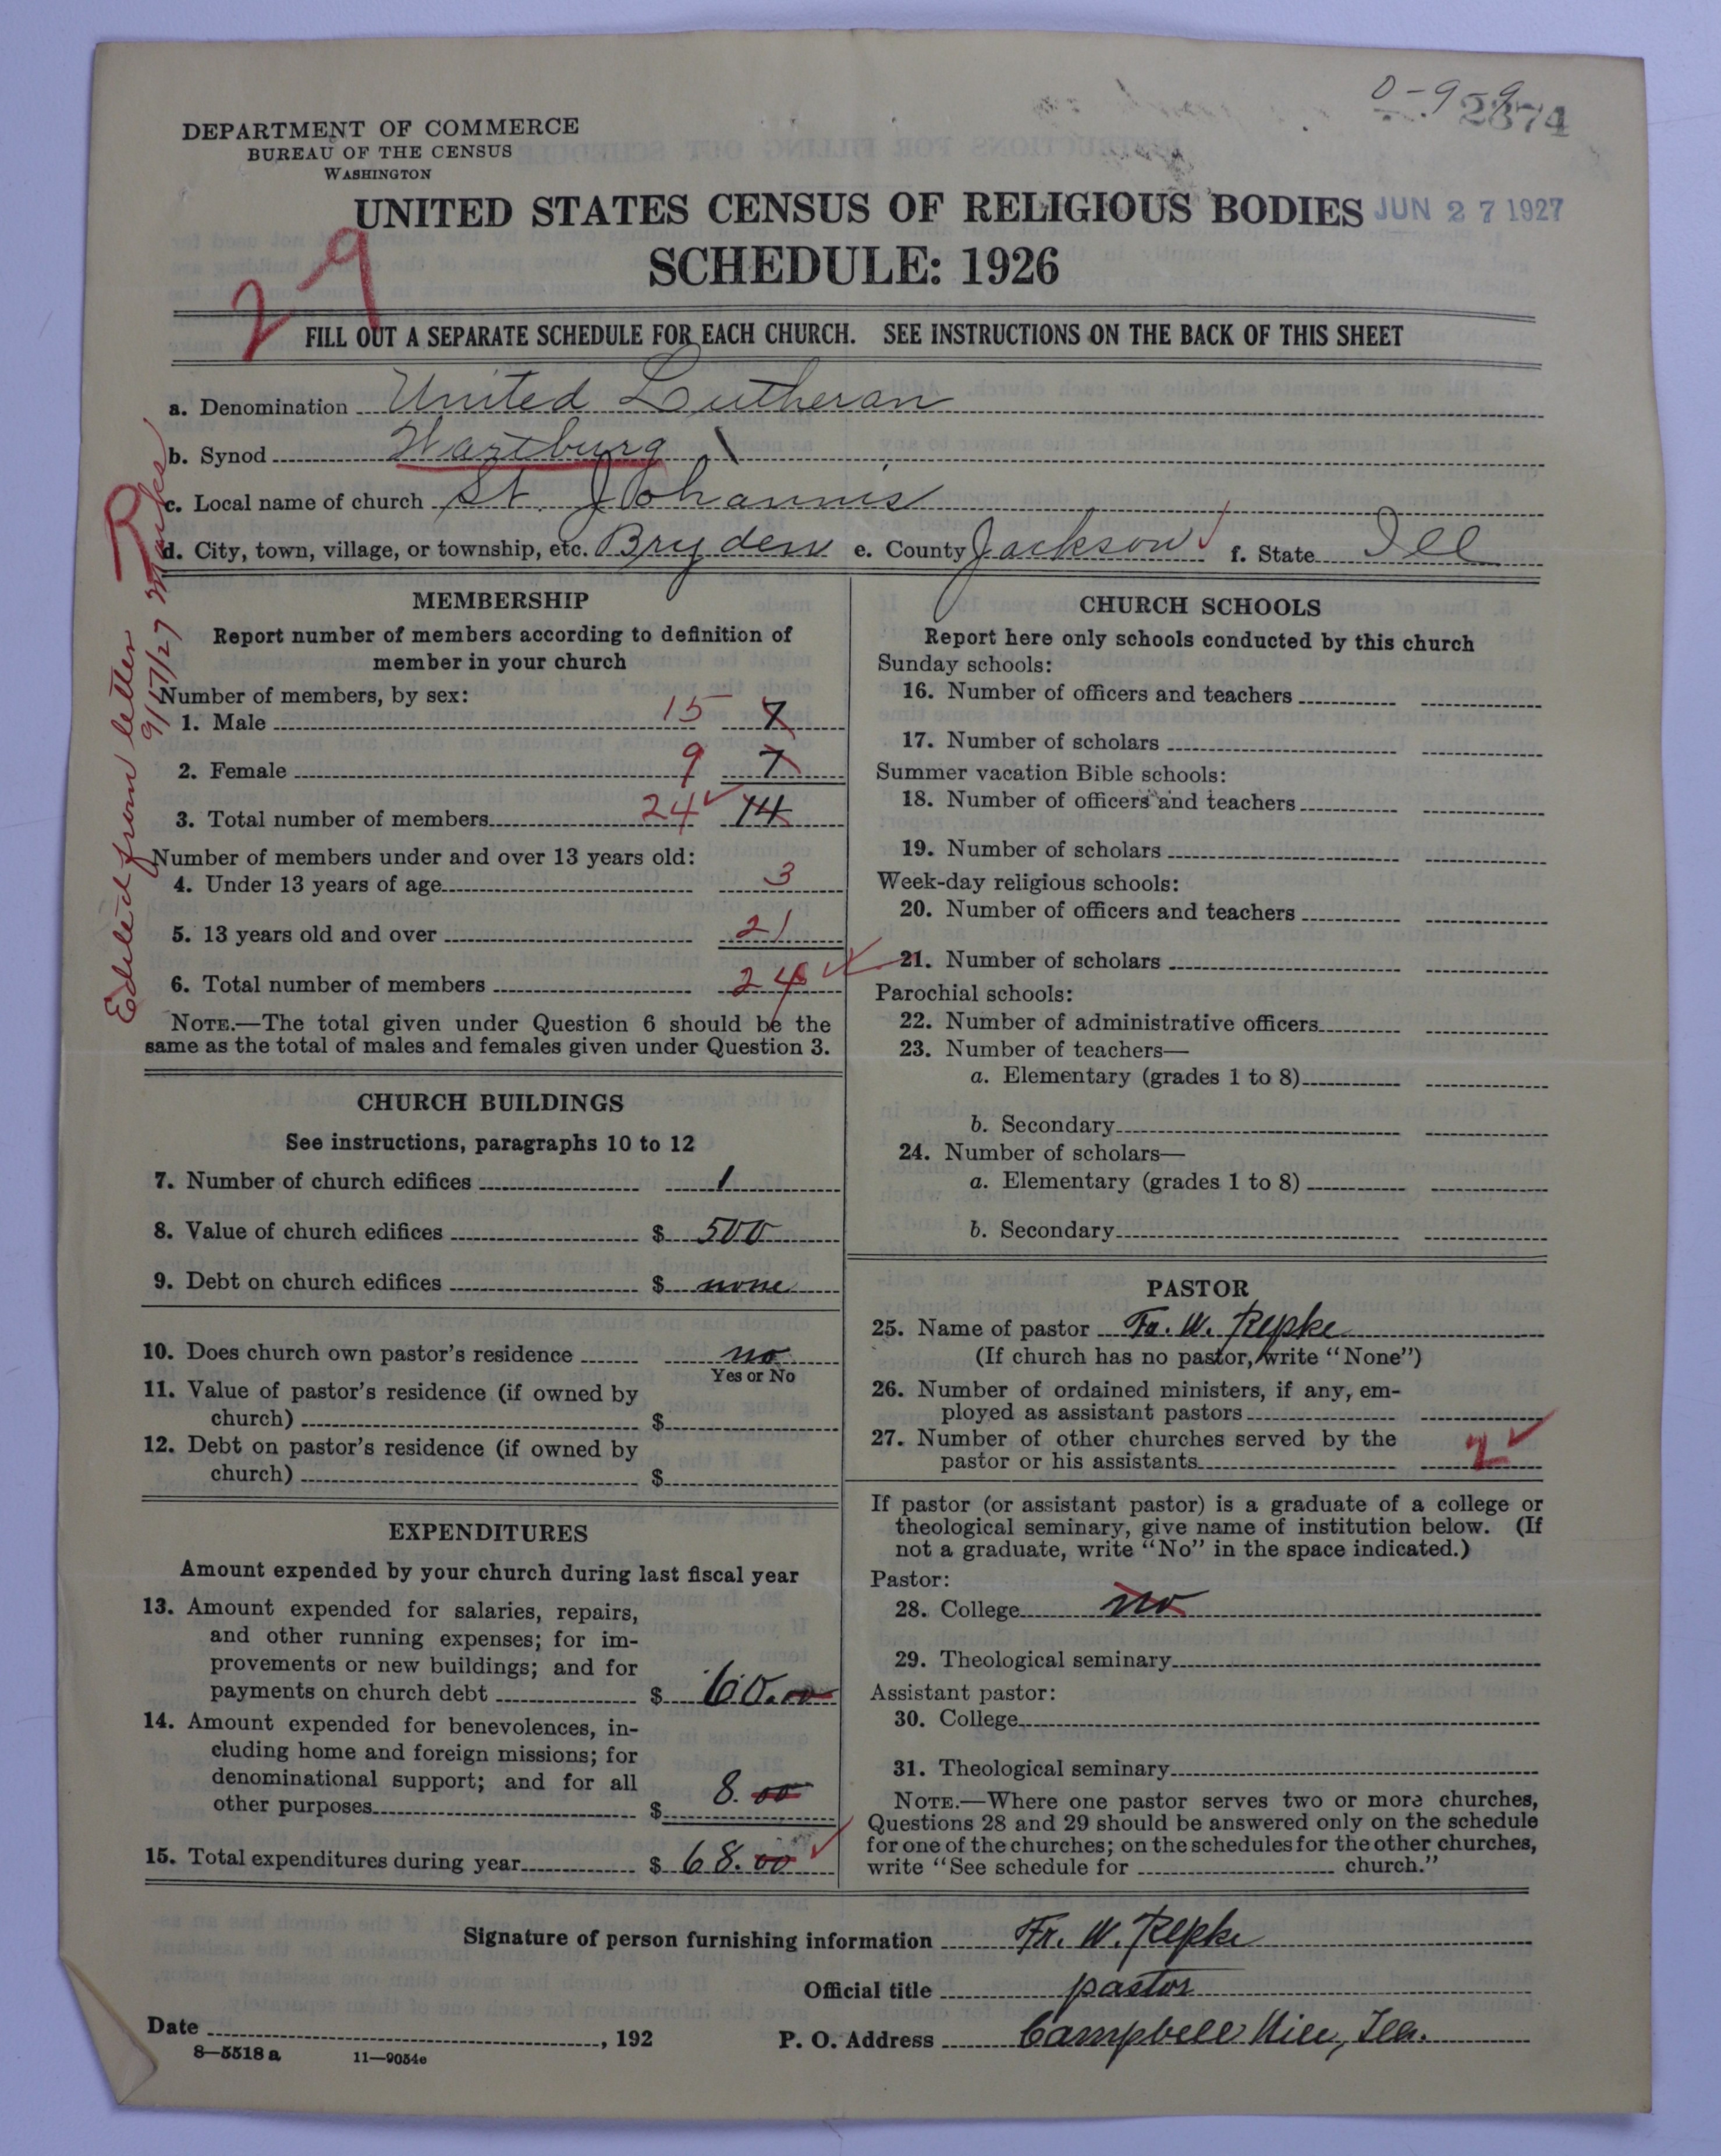 0-9-9
2874
DEPARTMENT OF COMMERCE
BUREAU OF THE CENSUS
WASHINGTON
UNITED STATES CENSUS OF RELIGIOUS BODIES
JUN 27 1927
SCHEDULE: 1926
29
FILL OUT A SEPARATE SCHEDULE FOR EACH CHURCH. SEE INSTRUCTIONS ON THE BACK OF THIS SHEET
a. Denomination United Lutheran
b. Synod Wartburg \
c. Local name of church St. Johannis
d. City, town, village, or township, etc. Bryden e. County Jackson ✓ f. State Ill
R
Edited from letter
9/17/27
MEMBERSHIP
Report number of members according to definition of
member in your church
Number of members, by sex:
1. Male 15 7
2. Female 9 7
3. Total number of members 24 ✓ 14
Number of members under and over 13 years old:
4. Under 13 years of age 3
5. 13 years old and over 21
6. Total number of members 24 ✓
NOTE.—The total given under Question 6 should be the
same as the total of males and females given under Question 3.
CHURCH BUILDINGS
See instructions, paragraphs 10 to 12
7. Number of church edifices 1
8. Value of church edifices $ 500
9. Debt on church edifices $ none
10. Does church own pastor's residence no
Yes or No
11. Value of pastor's residence (if owned by
church) $
12. Debt on pastor's residence (if owned by
church) $
EXPENDITURES
Amount expended by your church during last fiscal year
13. Amount expended for salaries, repairs,
and other running expenses; for im-
provements or new buildings; and for
payments on church debt $ 60.00
14. Amount expended for benevolences, in-
cluding home and foreign missions; for
denominational support; and for all
other purposes $ 8.00
15. Total expenditures during year $ 68.00 ✓
CHURCH SCHOOLS
Report here only schools conducted by this church
Sunday schools:
16. Number of officers and teachers
17. Number of scholars
Summer vacation Bible schools:
18. Number of officers and teachers
19. Number of scholars
Week-day religious schools:
20. Number of officers and teachers
21. Number of scholars
Parochial schools:
22. Number of administrative officers
23. Number of teachers—
a. Elementary (grades 1 to 8)
b. Secondary
24. Number of scholars—
a. Elementary (grades 1 to 8)
b. Secondary
PASTOR
25. Name of pastor Fr. W. Repke
(If church has no pastor, write "None")
26. Number of ordained ministers, if any, em-
ployed as assistant pastors
27. Number of other churches served by the
pastor or his assistants 2 ✓
If pastor (or assistant pastor) is a graduate of a college or
theological seminary, give name of institution below. (If
not a graduate, write "No" in the space indicated.)
Pastor:
28. College no
29. Theological seminary
Assistant pastor:
30. College
31. Theological seminary
NOTE.—Where one pastor serves two or more churches,
Questions 28 and 29 should be answered only on the schedule
for one of the churches; on the schedules for the other churches,
write "See schedule for church."
Signature of person furnishing information Fr. W. Repke
Official title pastor
Date , 192
P. O. Address Campbell Hill, Ill.
8—5518 a 11—9054e